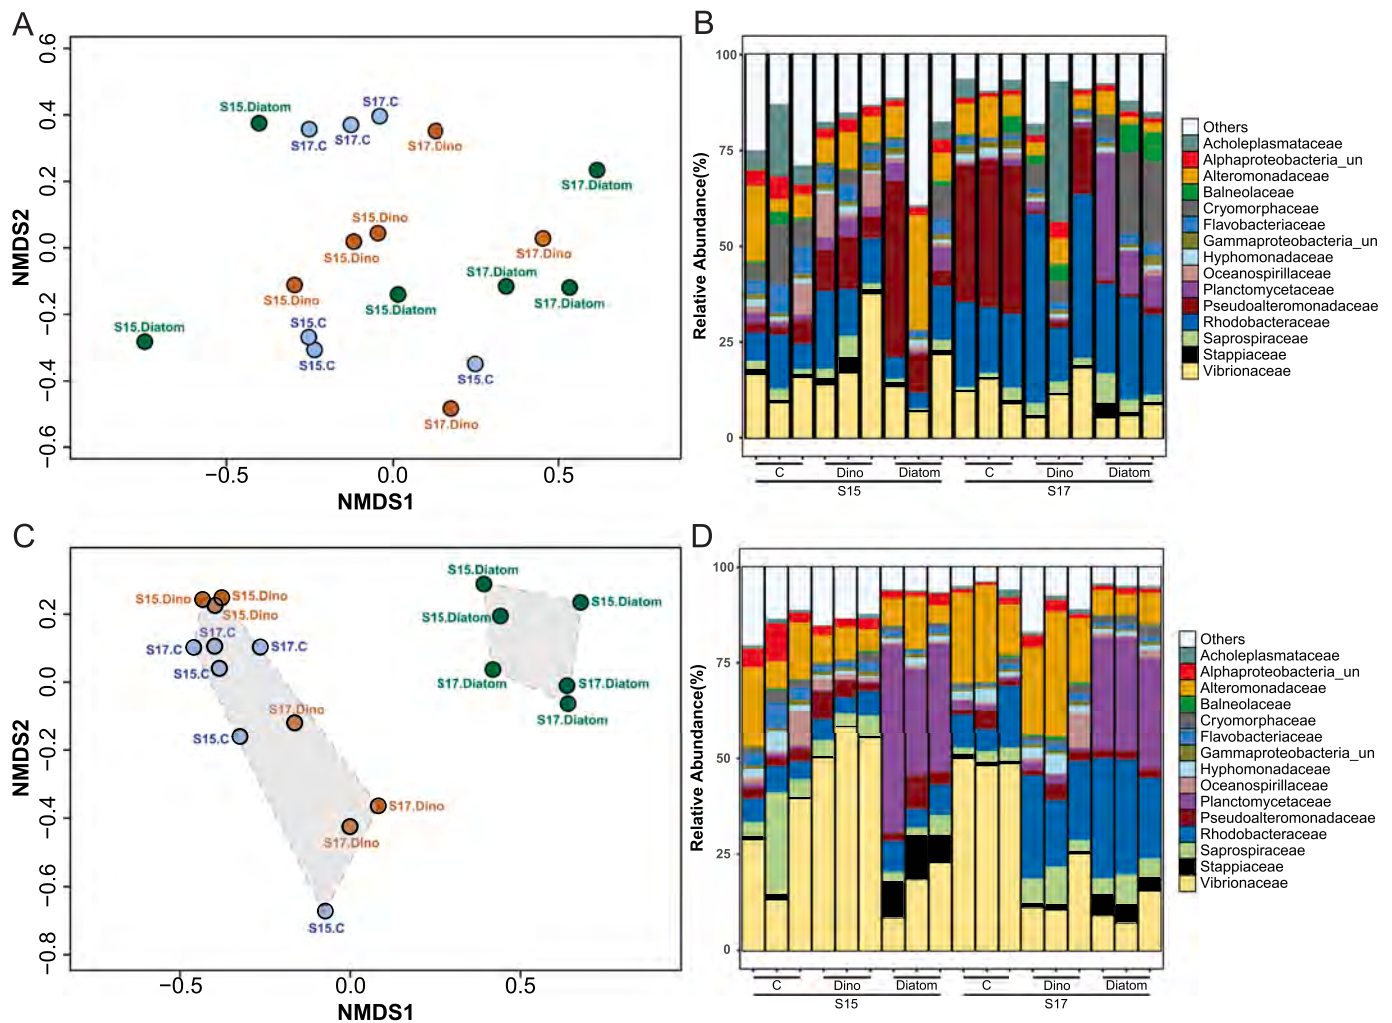 A
0.6
0.4
0.2
0.0
−0.2
−0.4
−0.6
NMDS2
S15.Diatom
S17.C
S17.C
S17.C
S17.Dino
S17.Diatom
S15.Dino
S15.Dino
S17.Dino
S15.Dino
S17.Diatom
S15.Diatom
S17.Diatom
S15.Diatom
S15.C
S15.C
S15.C
S17.Dino
−0.5
0.0
0.5
NMDS1
B
100
75
50
25
0
Relative Abundance(%)
C
Dino
Diatom
C
Dino
Diatom
S15
S17
Others
Acholeplasmataceae
Alphaproteobacteria_un
Alteromonadaceae
Balneolaceae
Cryomorphaceae
Flavobacteriaceae
Gammaproteobacteria_un
Hyphomonadaceae
Oceanospirillaceae
Planctomycetaceae
Pseudoalteromonadaceae
Rhodobacteraceae
Saprospiraceae
Stappiaceae
Vibrionaceae
C
0.2
0.0
−0.2
−0.4
−0.6
−0.8
NMDS2
S15.Diatom
S15.Dino
S15.Dino
S15.Diatom
S15.Dino
S15.Diatom
S17.C
S17.C
S17.C
S15.C
S17.Diatom
S17.Diatom
S17.Dino
S17.Diatom
S15.C
S17.Dino
S17.Dino
S15.C
−0.5
0.0
0.5
NMDS1
D
100
75
50
25
0
Relative Abundance(%)
C
Dino
Diatom
C
Dino
Diatom
S15
S17
Others
Acholeplasmataceae
Alphaproteobacteria_un
Alteromonadaceae
Balneolaceae
Cryomorphaceae
Flavobacteriaceae
Gammaproteobacteria_un
Hyphomonadaceae
Oceanospirillaceae
Planctomycetaceae
Pseudoalteromonadaceae
Rhodobacteraceae
Saprospiraceae
Stappiaceae
Vibrionaceae